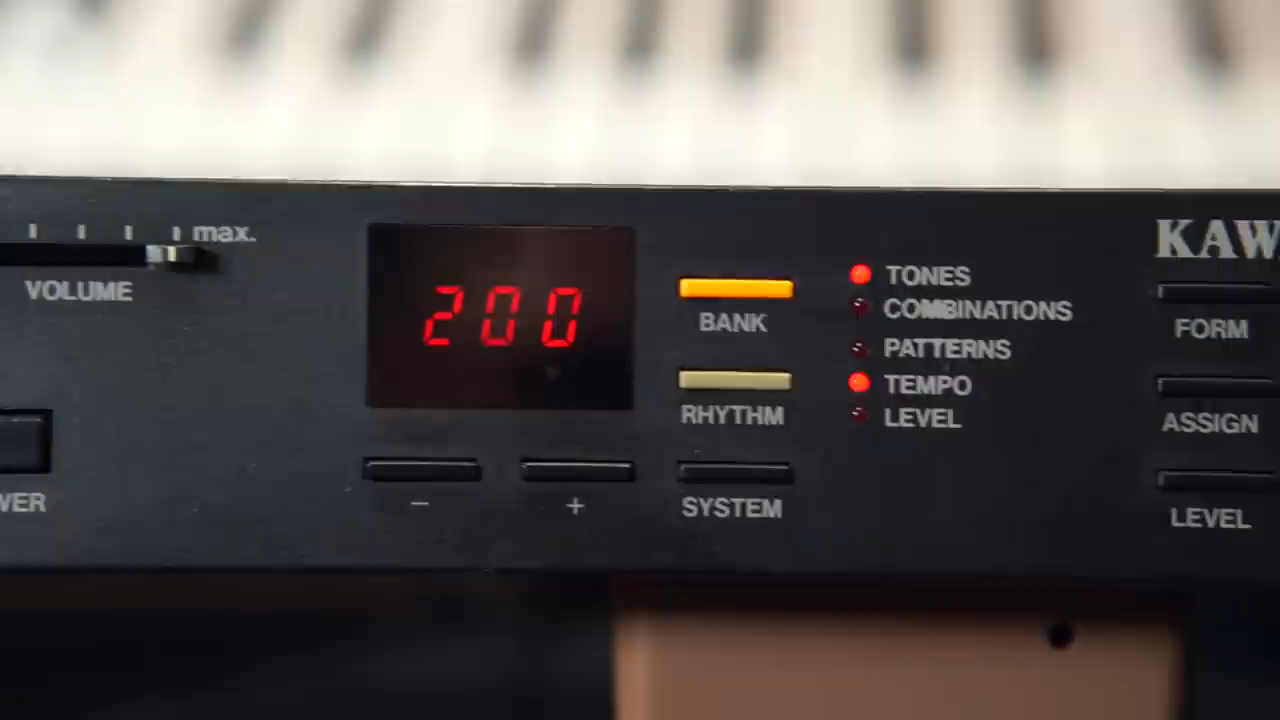 max.
VOLUME
200
BANK
RHYTHM
SYSTEM
-
+
TONES
COMBINATIONS
PATTERNS
TEMPO
LEVEL
KAW
FORM
ASSIGN
LEVEL
WER